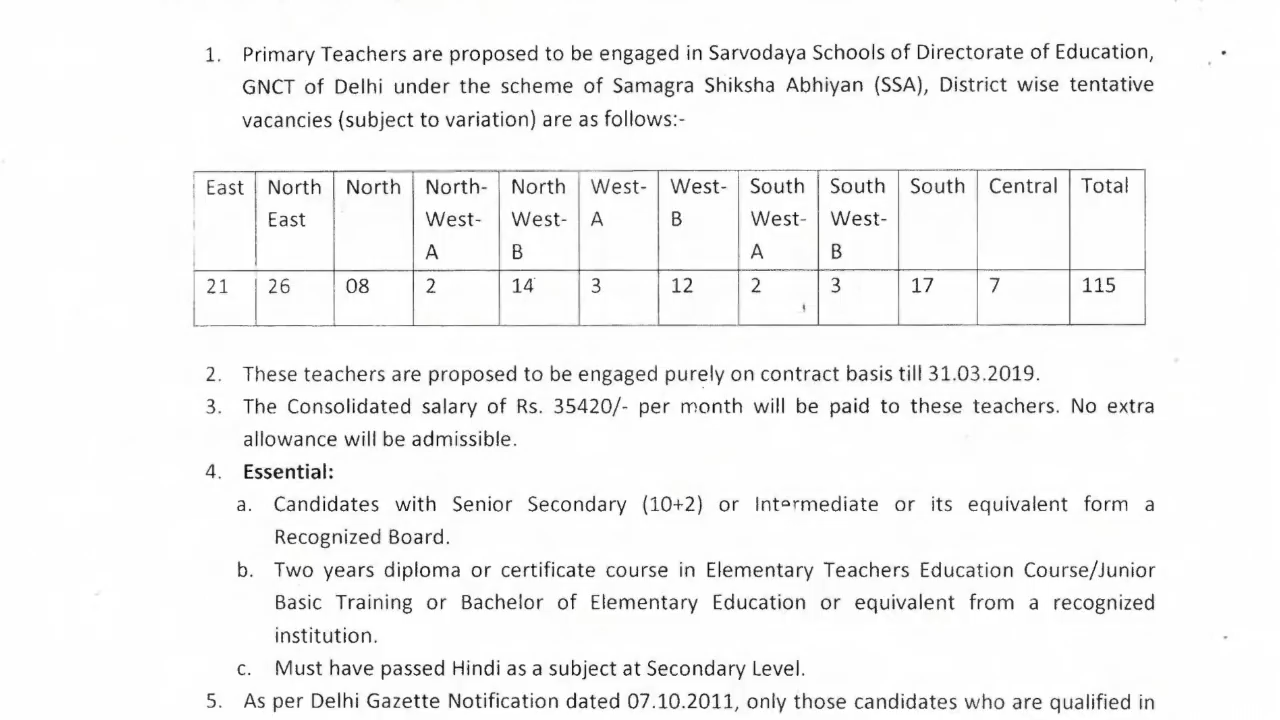 1. Primary Teachers are proposed to be engaged in Sarvodaya Schools of Directorate of Education,
GNCT of Delhi under the scheme of Samagra Shiksha Abhiyan (SSA), District wise tentative
vacancies (subject to variation) are as follows:-
East North North North- North West- West- South South South Central Total
East West- West- A B West- West-
A B A B
21 26 08 2 14 3 12 2 3 17 7 115
2. These teachers are proposed to be engaged purely on contract basis till 31.03.2019.
3. The Consolidated salary of Rs. 35420/- per month will be paid to these teachers. No extra
allowance will be admissible.
4. Essential:
a. Candidates with Senior Secondary (10+2) or Intermediate or its equivalent form a
Recognized Board.
b. Two years diploma or certificate course in Elementary Teachers Education Course/Junior
Basic Training or Bachelor of Elementary Education or equivalent from a recognized
institution.
c. Must have passed Hindi as a subject at Secondary Level.
5. As per Delhi Gazette Notification dated 07.10.2011, only those candidates who are qualified in